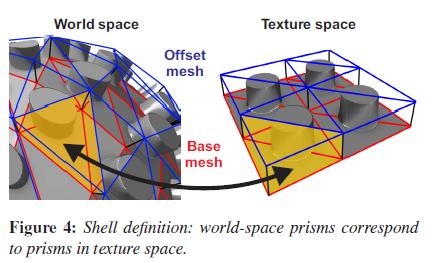 World space
Texture space
Offset
mesh
Base
mesh
Figure 4: Shell definition: world-space prisms correspond
to prisms in texture space.